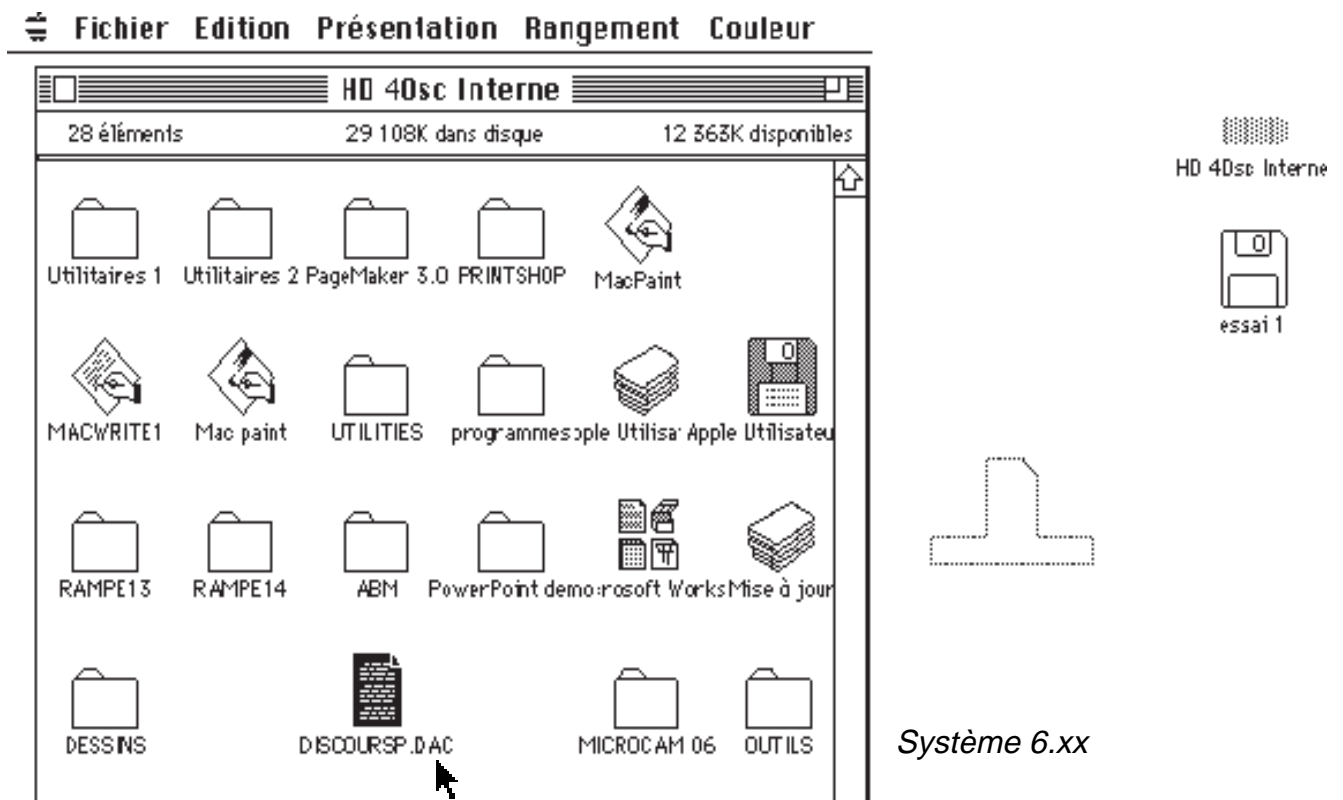 Fichier Edition Présentation Rangement Couleur
HD 40sc Interne
28 éléments 29 108K dans disque 12 363K disponibles
HD 40sc Interne
essai 1
Utilitaires 1 Utilitaires 2 PageMaker 3.0 PRINTSHOP MacPaint
MACWRITE1 Mac paint UTILITIES programmes ople Utilisa Apple Utilisateu
RAMPE13 RAMPE14 ABM PowerPoint demo rosoft Works Mise à jour
DESSINS DISCOURSP.DAC MICROCAM 06 OUTILS
Système 6.xx